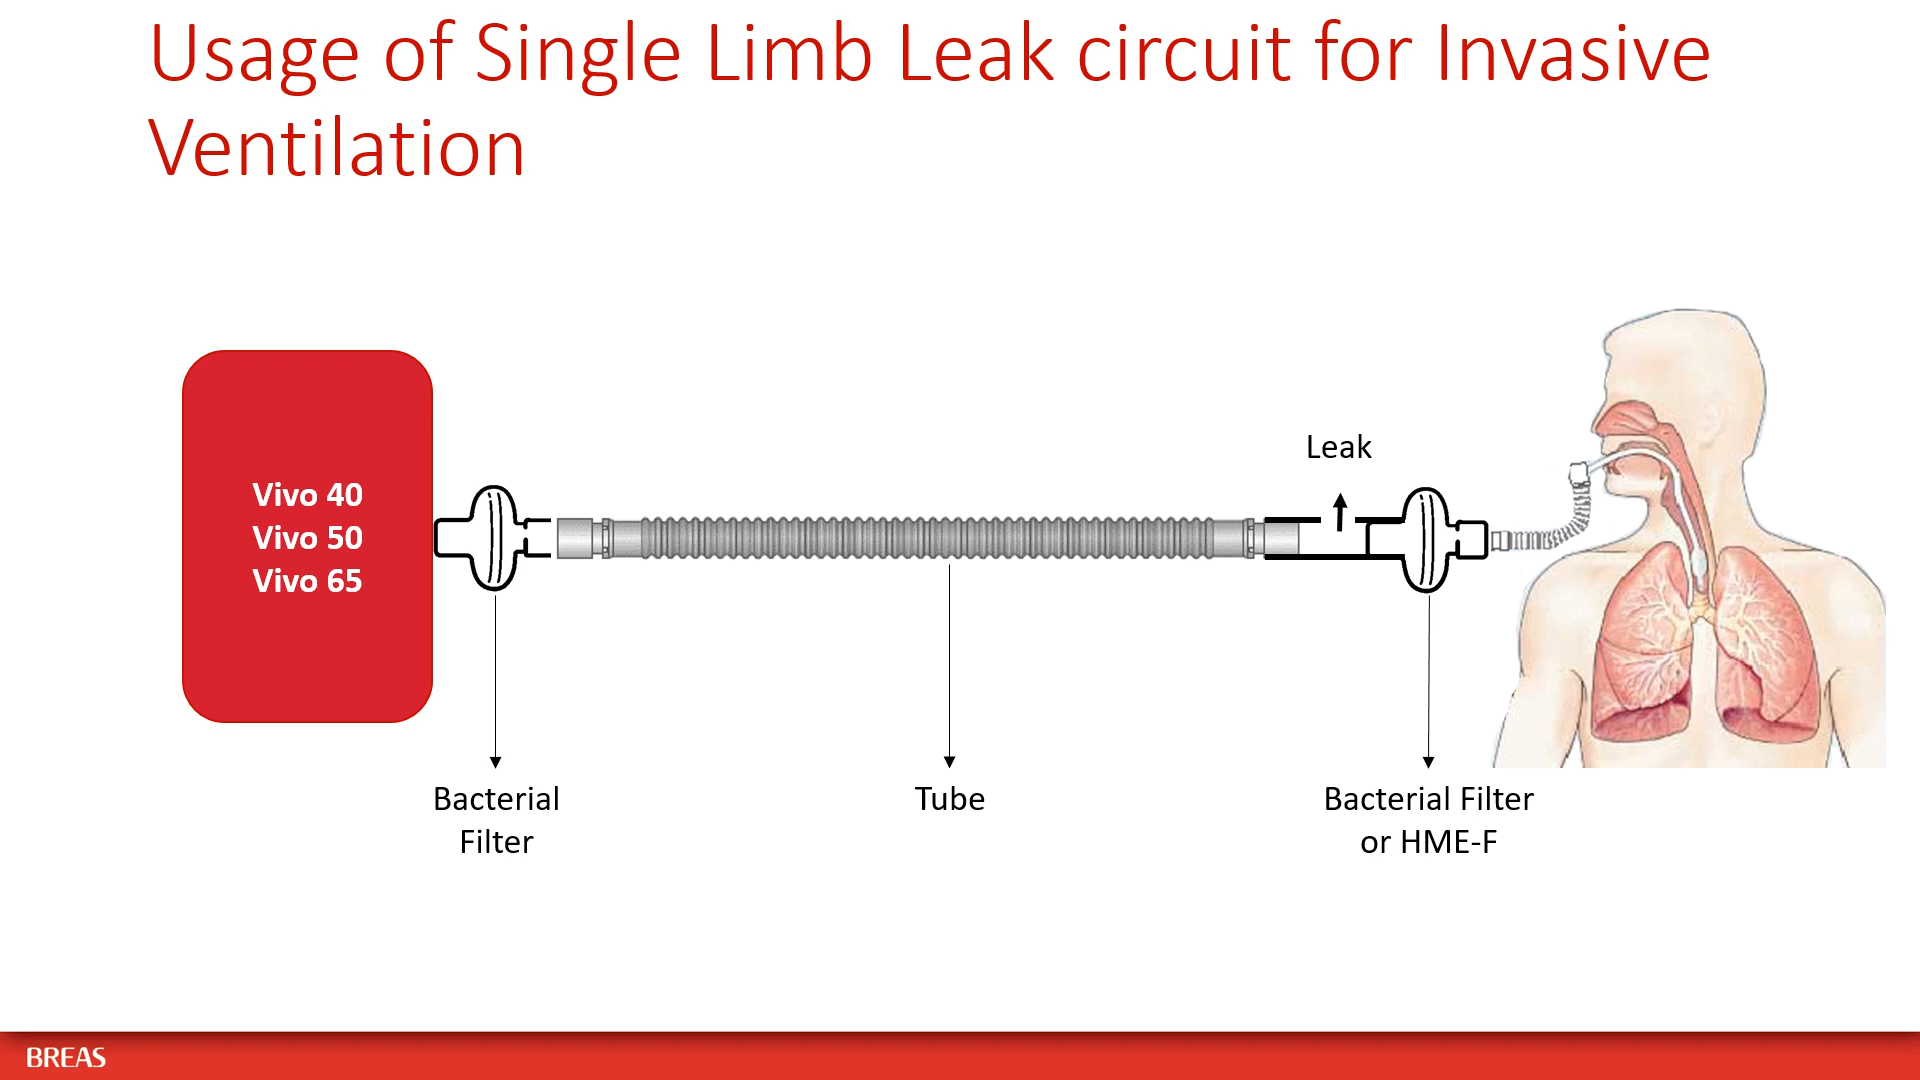 Usage of Single Limb Leak circuit for Invasive
Ventilation
Leak
Vivo 40
Vivo 50
Vivo 65
Bacterial
Filter
Tube
Bacterial Filter
or HME-F
BREAS